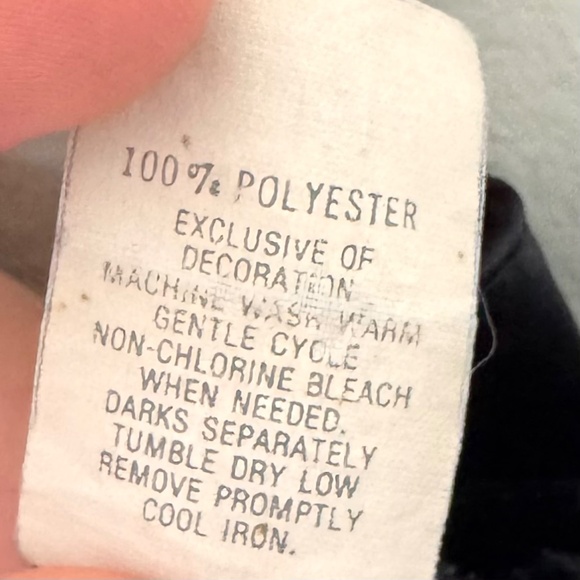 100% POLYESTER
EXCLUSIVE OF
DECORATION
MACHINE WASH WARM
GENTLE CYCLE
NON-CHLORINE BLEACH
WHEN NEEDED.
DARKS SEPARATELY
TUMBLE DRY LOW
REMOVE PROMPTLY
COOL IRON.